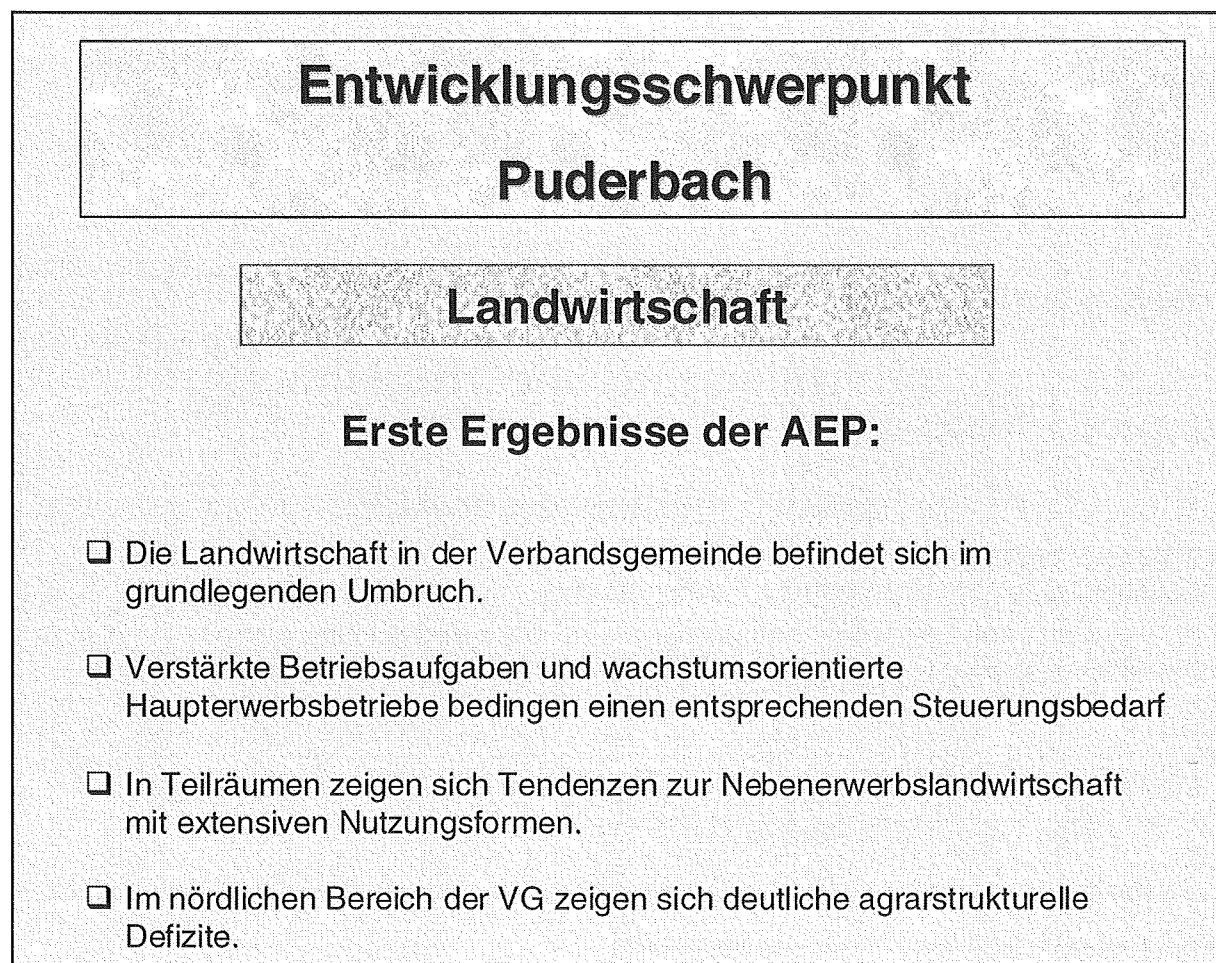 Entwicklungsschwerpunkt
Puderbach
Landwirtschaft
Erste Ergebnisse der AEP:
❑ Die Landwirtschaft in der Verbandsgemeinde befindet sich im
grundlegenden Umbruch.
❑ Verstärkte Betriebsaufgaben und wachstumsorientierte
Haupterwerbsbetriebe bedingen einen entsprechenden Steuerungsbedarf
❑ In Teilräumen zeigen sich Tendenzen zur Nebenerwerbslandwirtschaft
mit extensiven Nutzungsformen.
❑ Im nördlichen Bereich der VG zeigen sich deutliche agrarstrukturelle
Defizite.